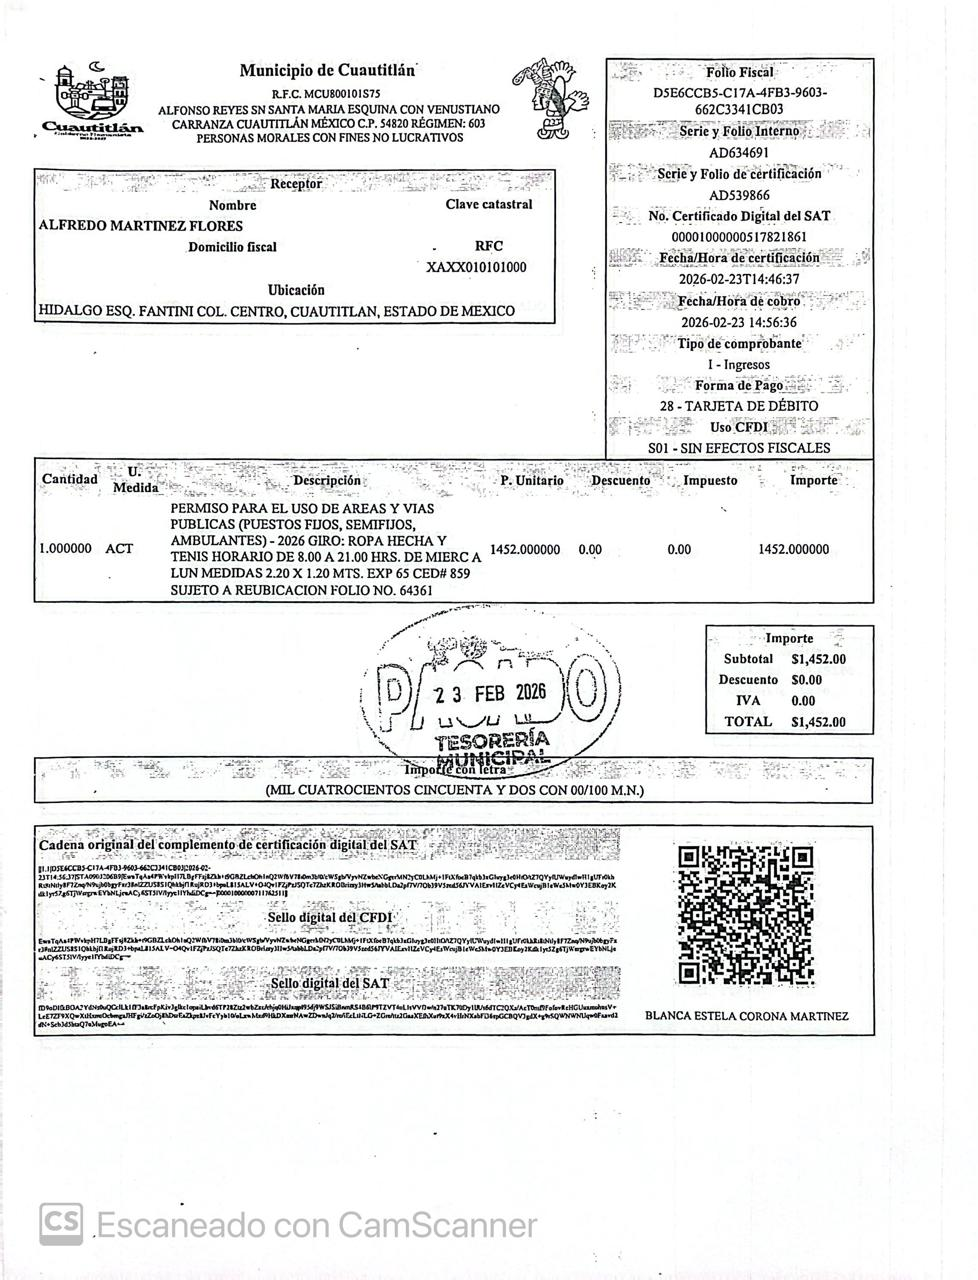 Cuautitlán
Municipio de Cuautitlán
R.F.C. MCU800101S75
ALFONSO REYES SN SANTA MARIA ESQUINA CON VENUSTIANO
CARRANZA CUAUTITLÁN MÉXICO C.P. 54820 RÉGIMEN: 603
PERSONAS MORALES CON FINES NO LUCRATIVOS
Folio Fiscal
D5E6CCB5-C17A-4FB3-9603-
662C3341CB03
Serie y Folio Interno
AD634691
Serie y Folio de certificación
AD539866
No. Certificado Digital del SAT
00001000000517821861
Fecha/Hora de certificación
2026-02-23T14:46:37
Fecha/Hora de cobro
2026-02-23 14:56:36
Tipo de comprobante
I - Ingresos
Forma de Pago
28 - TARJETA DE DÉBITO
Uso CFDI
S01 - SIN EFECTOS FISCALES
Receptor
Nombre Clave catastral
ALFREDO MARTINEZ FLORES
Domicilio fiscal - RFC
XAXX010101000
Ubicación
HIDALGO ESQ. FANTINI COL. CENTRO, CUAUTITLAN, ESTADO DE MEXICO
Cantidad U. Medida Descripción P. Unitario Descuento Impuesto Importe
PERMISO PARA EL USO DE AREAS Y VIAS
PUBLICAS (PUESTOS FIJOS, SEMIFIJOS,
AMBULANTES) - 2026 GIRO: ROPA HECHA Y
1.000000 ACT TENIS HORARIO DE 8.00 A 21.00 HRS. DE MIERC A 1452.000000 0.00 0.00 1452.000000
LUN MEDIDAS 2.20 X 1.20 MTS. EXP 65 CED# 859
SUJETO A REUBICACION FOLIO NO. 64361
PAGADO
23 FEB 2026
TESORERÍA
MUNICIPAL
Importe
Subtotal $1,452.00
Descuento $0.00
IVA 0.00
TOTAL $1,452.00
Importe con letra
(MIL CUATROCIENTOS CINCUENTA Y DOS CON 00/100 M.N.)
Cadena original del complemento de certificación digital del SAT
Sello digital del CFDI
Sello digital del SAT
BLANCA ESTELA CORONA MARTINEZ
CS Escaneado con CamScanner